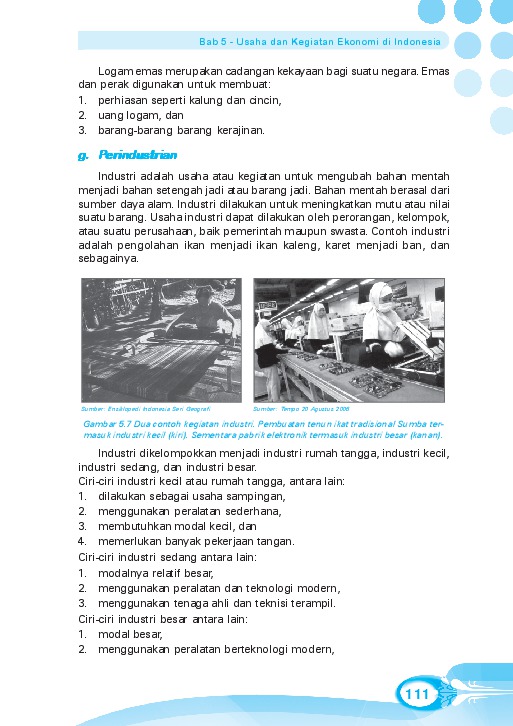 Bab 5 - Usaha dan Kegiatan Ekonomi di Indonesia
Logam emas merupakan cadangan kekayaan bagi suatu negara. Emas
dan perak digunakan untuk membuat:
1. perhiasan seperti kalung dan cincin,
2. uang logam, dan
3. barang-barang barang kerajinan.
g. Perindustrian
Industri adalah usaha atau kegiatan untuk mengubah bahan mentah
menjadi bahan setengah jadi atau barang jadi. Bahan mentah berasal dari
sumber daya alam. Industri dilakukan untuk meningkatkan mutu atau nilai
suatu barang. Usaha industri dapat dilakukan oleh perorangan, kelompok,
atau suatu perusahaan, baik pemerintah maupun swasta. Contoh industri
adalah pengolahan ikan menjadi ikan kaleng, karet menjadi ban, dan
sebagainya.
Sumber: Ensiklopedi Indonesia Seri Geografi
Sumber: Tempo 20 Agustus 2006
Gambar 5.7 Dua contoh kegiatan industri. Pembuatan tenun ikat tradisional Sumba ter-
masuk industri kecil (kiri). Sementara pabrik elektronik termasuk industri besar (kanan).
Industri dikelompokkan menjadi industri rumah tangga, industri kecil,
industri sedang, dan industri besar.
Ciri-ciri industri kecil atau rumah tangga, antara lain:
1. dilakukan sebagai usaha sampingan,
2. menggunakan peralatan sederhana,
3. membutuhkan modal kecil, dan
4. memerlukan banyak pekerjaan tangan.
Ciri-ciri industri sedang antara lain:
1. modalnya relatif besar,
2. menggunakan peralatan dan teknologi modern,
3. menggunakan tenaga ahli dan teknisi terampil.
Ciri-ciri industri besar antara lain:
1. modal besar,
2. menggunakan peralatan berteknologi modern,
111